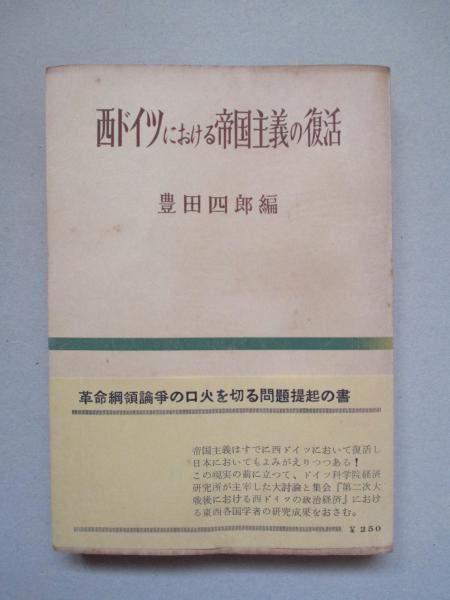 西ドイツにおける帝国主義の復活
豊田四郎編
革命綱領論爭の口火を切る問題提起の書
帝国主義はすでに西ドイツにおいて復活し
日本においてもよみがえりつつある！
この現実の前に立つて、ドイツ科学院経済
研究所が主宰した大討論と集会『第二次大
戦後における西ドイツの政治経済』におけ
る東西各国学者の研究成果をおさむ。
￥250